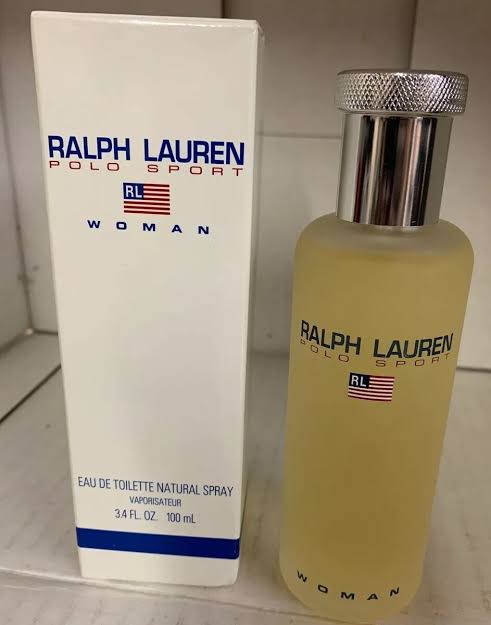 RALPH LAUREN
POLO SPORT
RL
WOMAN
EAU DE TOILETTE NATURAL SPRAY
VAPORISATEUR
3.4 FL. OZ. 100 mL
RALPH LAUREN
POLO SPORT
RL
WOMAN